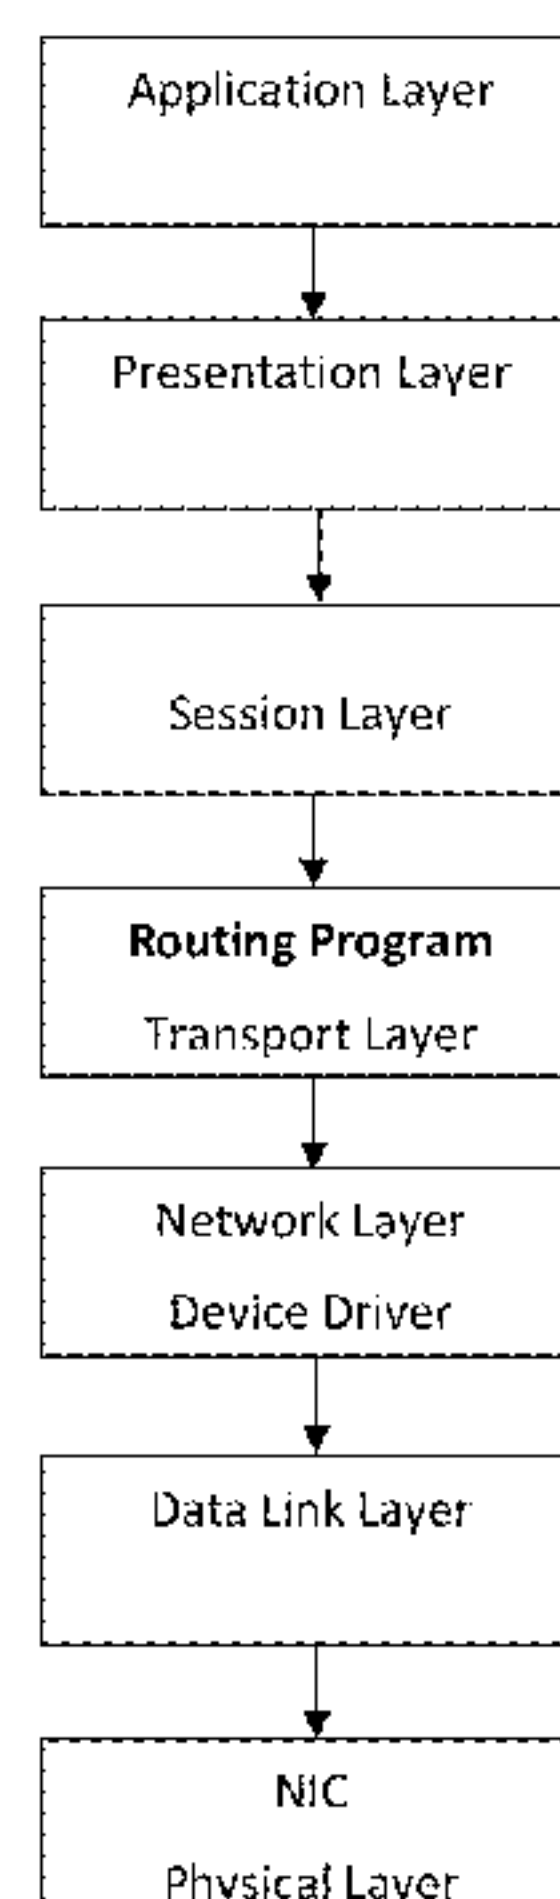 Application Layer
Presentation Layer
Session Layer
Routing Program
Transport Layer
Network Layer
Device Driver
Data Link Layer
NIC
Physical Layer